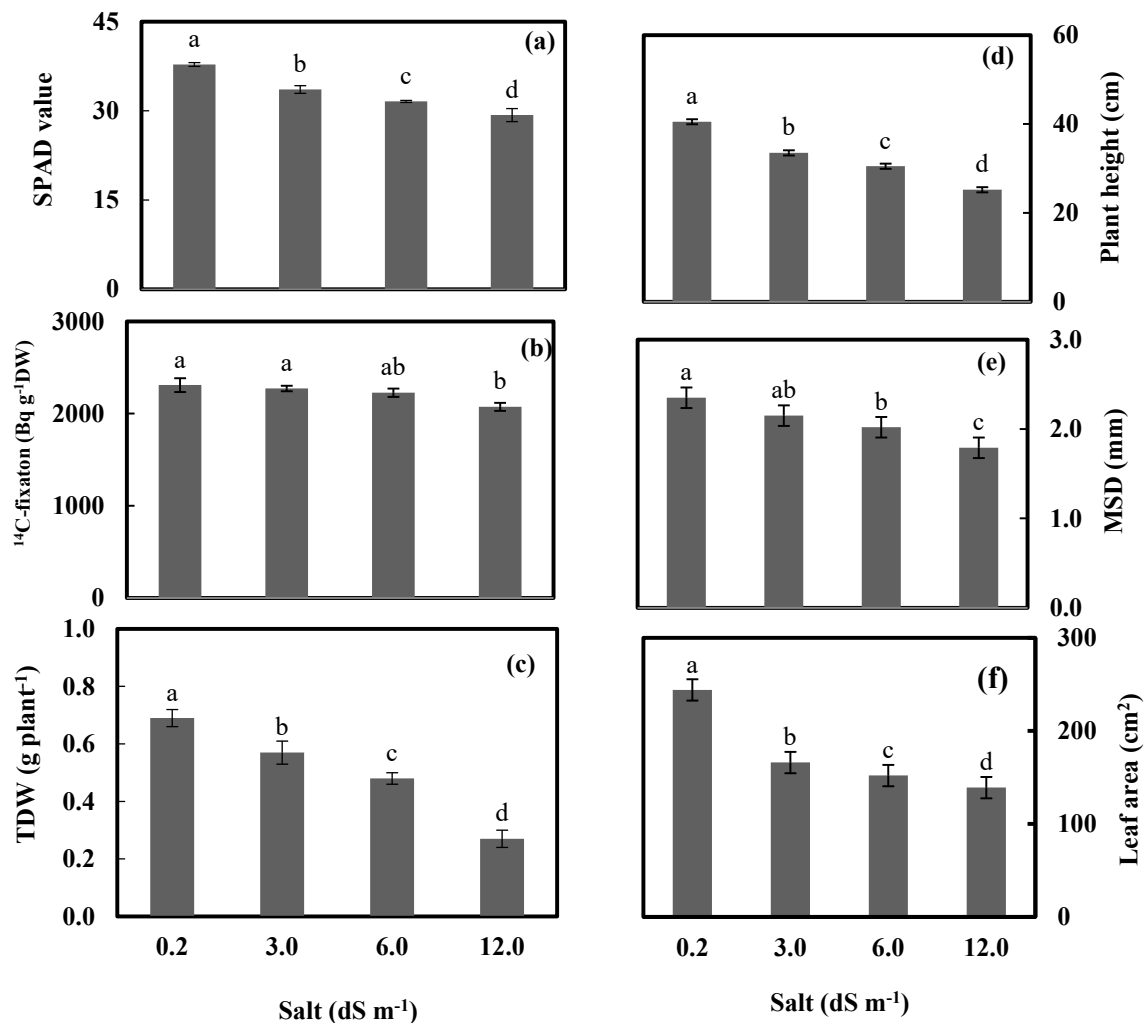 45
30
15
0
SPAD value
(a)
a
b
c
d
60
40
20
0
Plant height (cm)
(d)
a
b
c
d
3000
2000
1000
0
¹⁴C-fixaton (Bq g⁻¹DW)
(b)
a
a
ab
b
3.0
2.0
1.0
0.0
MSD (mm)
(e)
a
ab
b
c
1.0
0.8
0.6
0.4
0.2
0.0
TDW (g plant⁻¹)
(c)
a
b
c
d
0.2 3.0 6.0 12.0
Salt (dS m⁻¹)
300
200
100
0
Leaf area (cm²)
(f)
a
b
c
d
0.2 3.0 6.0 12.0
Salt (dS m⁻¹)